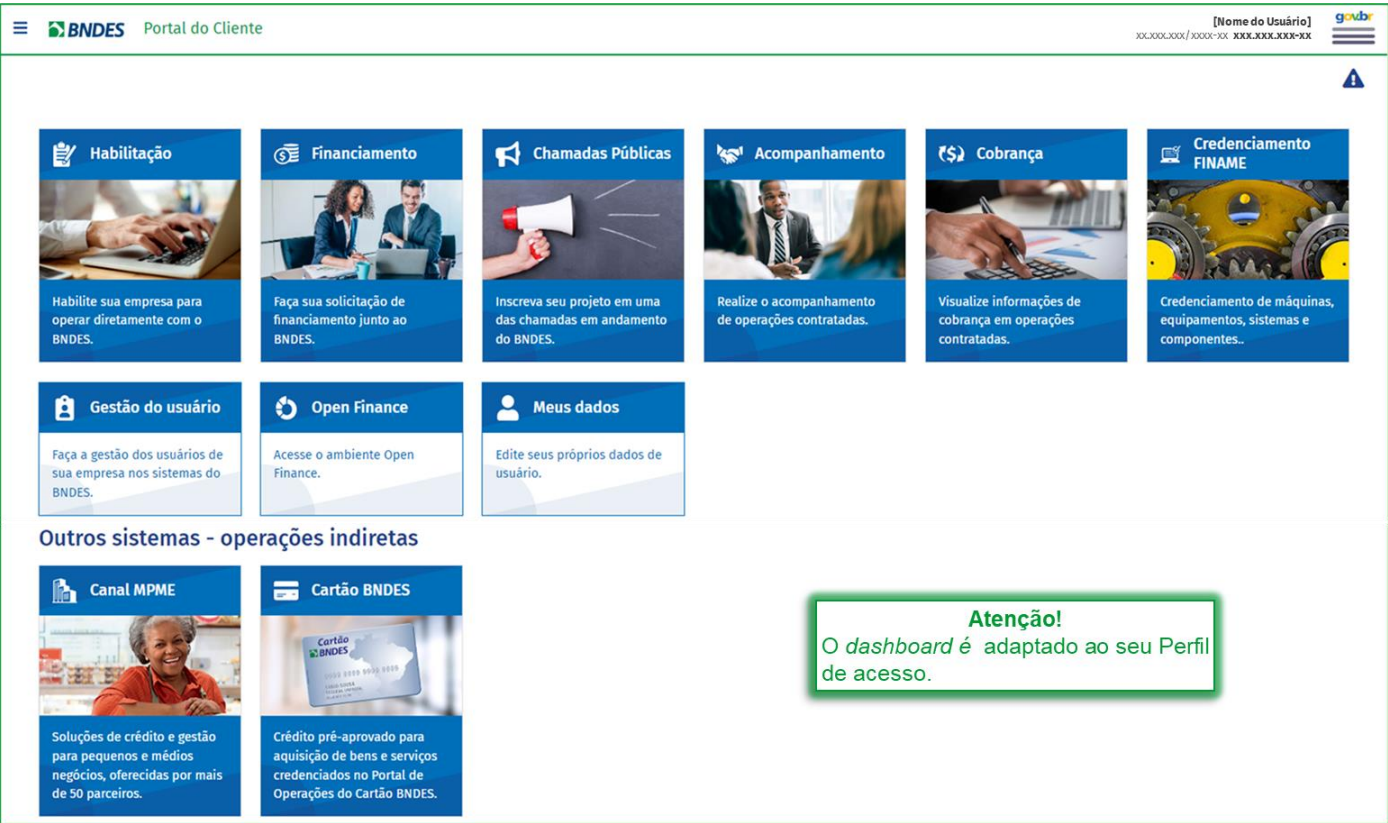 BNDES Portal do Cliente
[Nome do Usuário]
xx.xxx.xxx/xxxx-xx xxx.xxx.xxx-xx
gov.br
Habilitação
Habilite sua empresa para
operar diretamente com o
BNDES.
Financiamento
Faça sua solicitação de
financiamento junto ao
BNDES.
Chamadas Públicas
Inscreva seu projeto em uma
das chamadas em andamento
do BNDES.
Acompanhamento
Realize o acompanhamento
de operações contratadas.
Cobrança
Visualize informações de
cobrança em operações
contratadas.
Credenciamento
FINAME
Credenciamento de máquinas,
equipamentos, sistemas e
componentes..
Gestão do usuário
Faça a gestão dos usuários de
sua empresa nos sistemas do
BNDES.
Open Finance
Acesse o ambiente Open
Finance.
Meus dados
Edite seus próprios dados de
usuário.
Outros sistemas - operações indiretas
Canal MPME
Soluções de crédito e gestão
para pequenos e médios
negócios, oferecidas por mais
de 50 parceiros.
Cartão BNDES
Cartão
BNDES
Crédito pré-aprovado para
aquisição de bens e serviços
credenciados no Portal de
Operações do Cartão BNDES.
Atenção!
O dashboard é adaptado ao seu Perfil
de acesso.